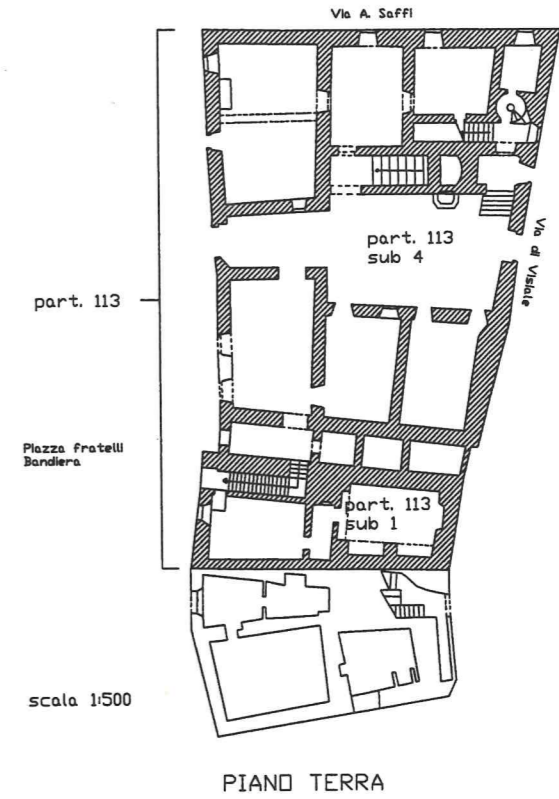 Via A. Saffi
part. 113
sub 4
Via di Visiale
part. 113
Piazza fratelli
Bandiera
part. 113
sub 1
scala 1:500
PIANO TERRA